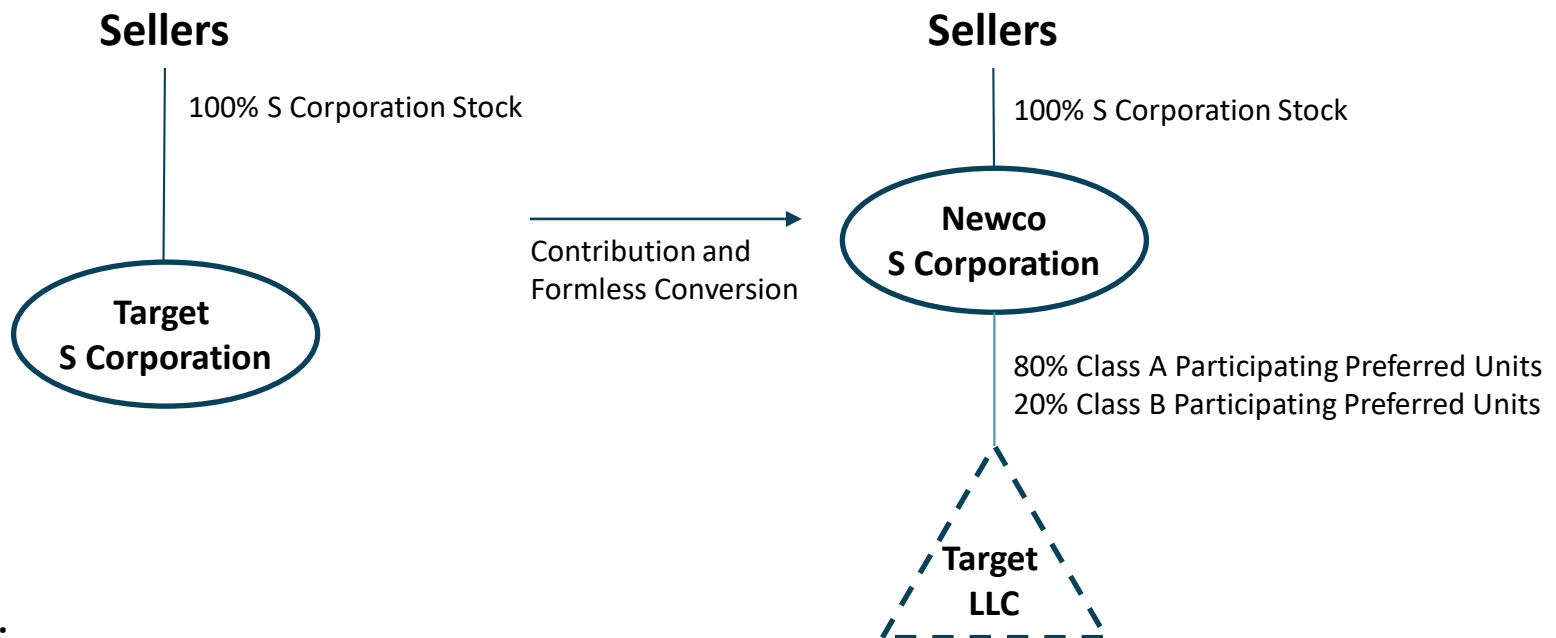 Sellers
100% S Corporation Stock
Target
S Corporation
Contribution and
Formless Conversion
Sellers
100% S Corporation Stock
Newco
S Corporation
80% Class A Participating Preferred Units
20% Class B Participating Preferred Units
Target
LLC
.